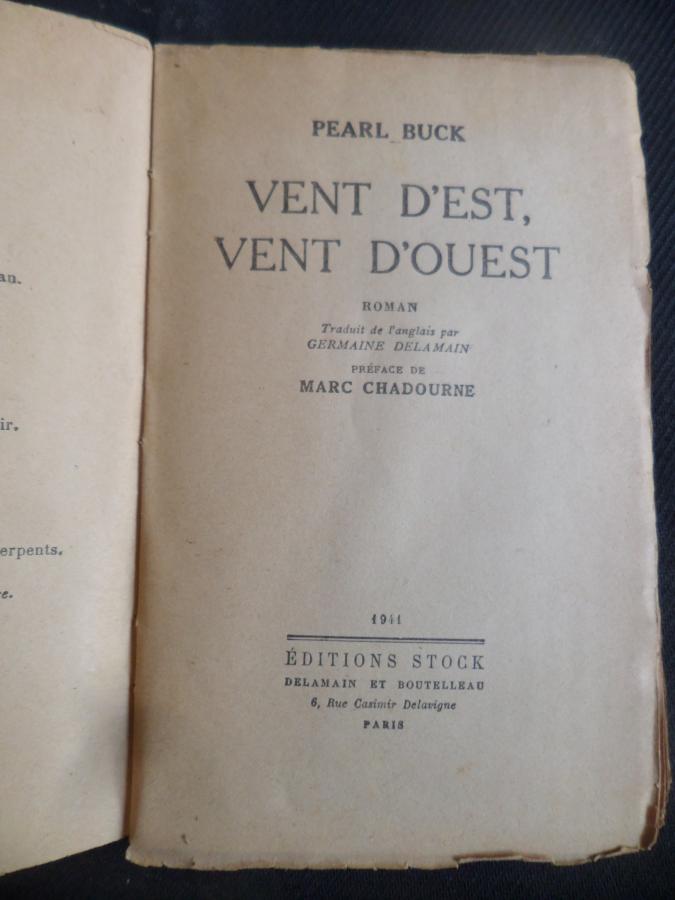 an.
ir.
erpents.
e.
PEARL BUCK
VENT D'EST,
VENT D'OUEST
ROMAN
Traduit de l'anglais par
GERMAINE DELAMAIN
PRÉFACE DE
MARC CHADOURNE
1941
ÉDITIONS STOCK
DELAMAIN ET BOUTELLEAU
6, Rue Casimir Delavigne
PARIS